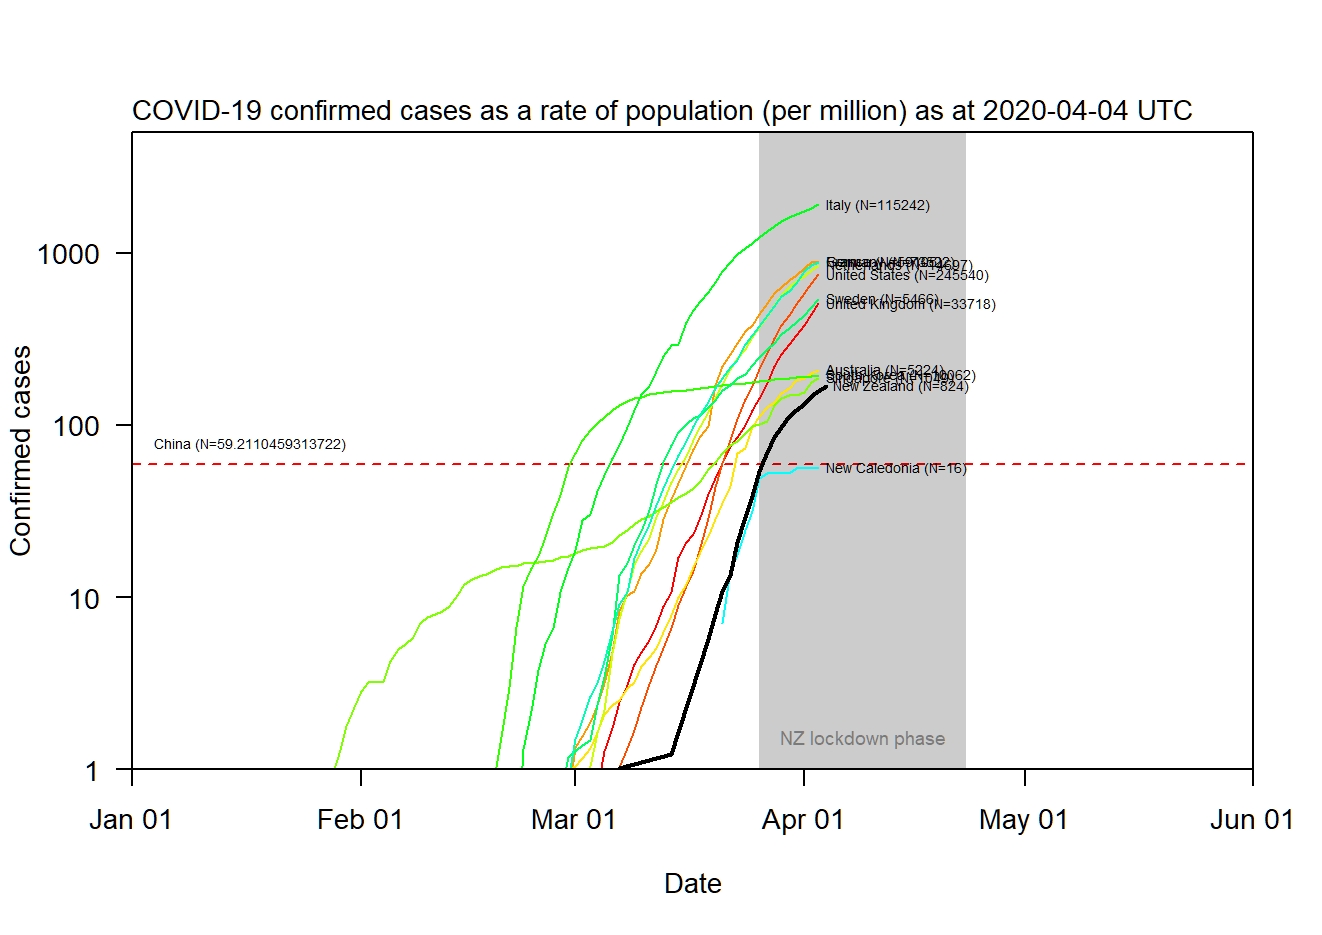 COVID-19 confirmed cases as a rate of population (per million) as at 2020-04-04 UTC
Confirmed cases
1000
100
10
1
Italy (N=115242)
United States (N=245540)
Sweden (N=5466)
United Kingdom (N=33718)
Australia (N=5224)
New Zealand (N=824)
China (N=59.2110459313722)
New Caledonia (N=16)
NZ lockdown phase
Jan 01
Feb 01
Mar 01
Apr 01
May 01
Jun 01
Date